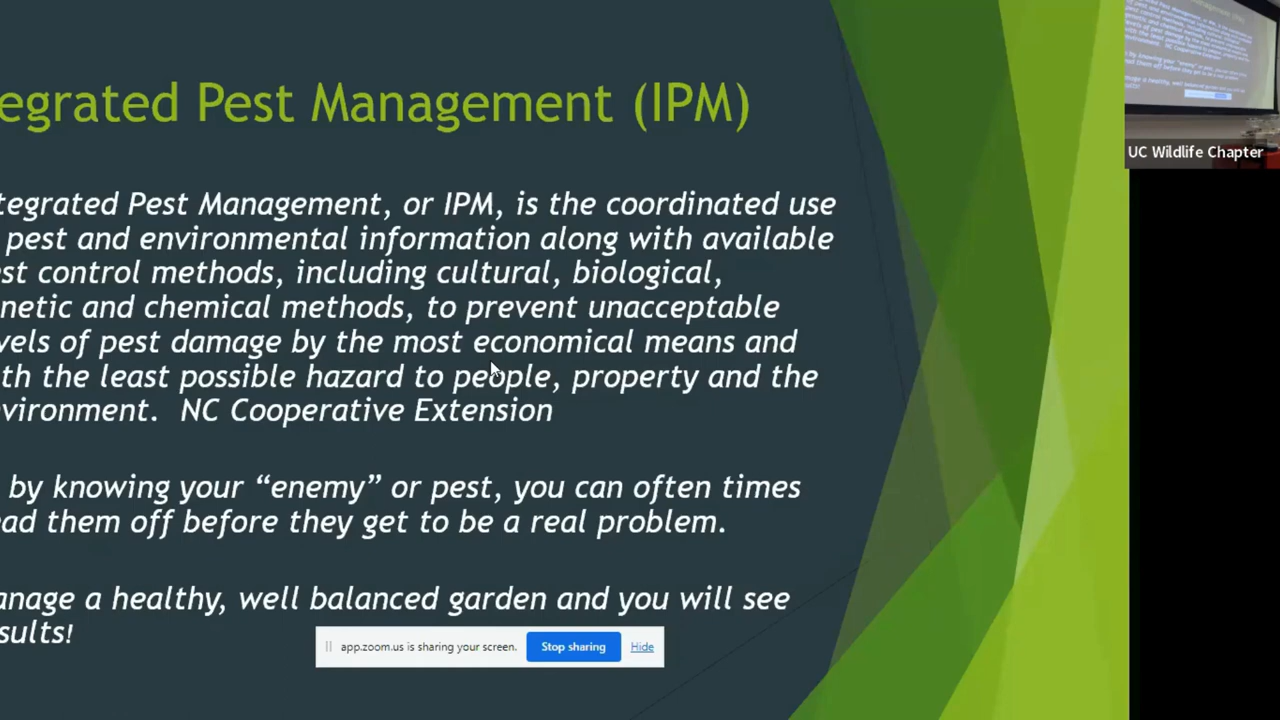 egrated Pest Management (IPM)
tegrated Pest Management, or IPM, is the coordinated use
pest and environmental information along with available
st control methods, including cultural, biological,
netic and chemical methods, to prevent unacceptable
vels of pest damage by the most economical means and
th the least possible hazard to people, property and the
vironment. NC Cooperative Extension
by knowing your “enemy” or pest, you can often times
ead them off before they get to be a real problem.
anage a healthy, well balanced garden and you will see
sults!
app.zoom.us is sharing your screen. Stop sharing Hide
UC Wildlife Chapter